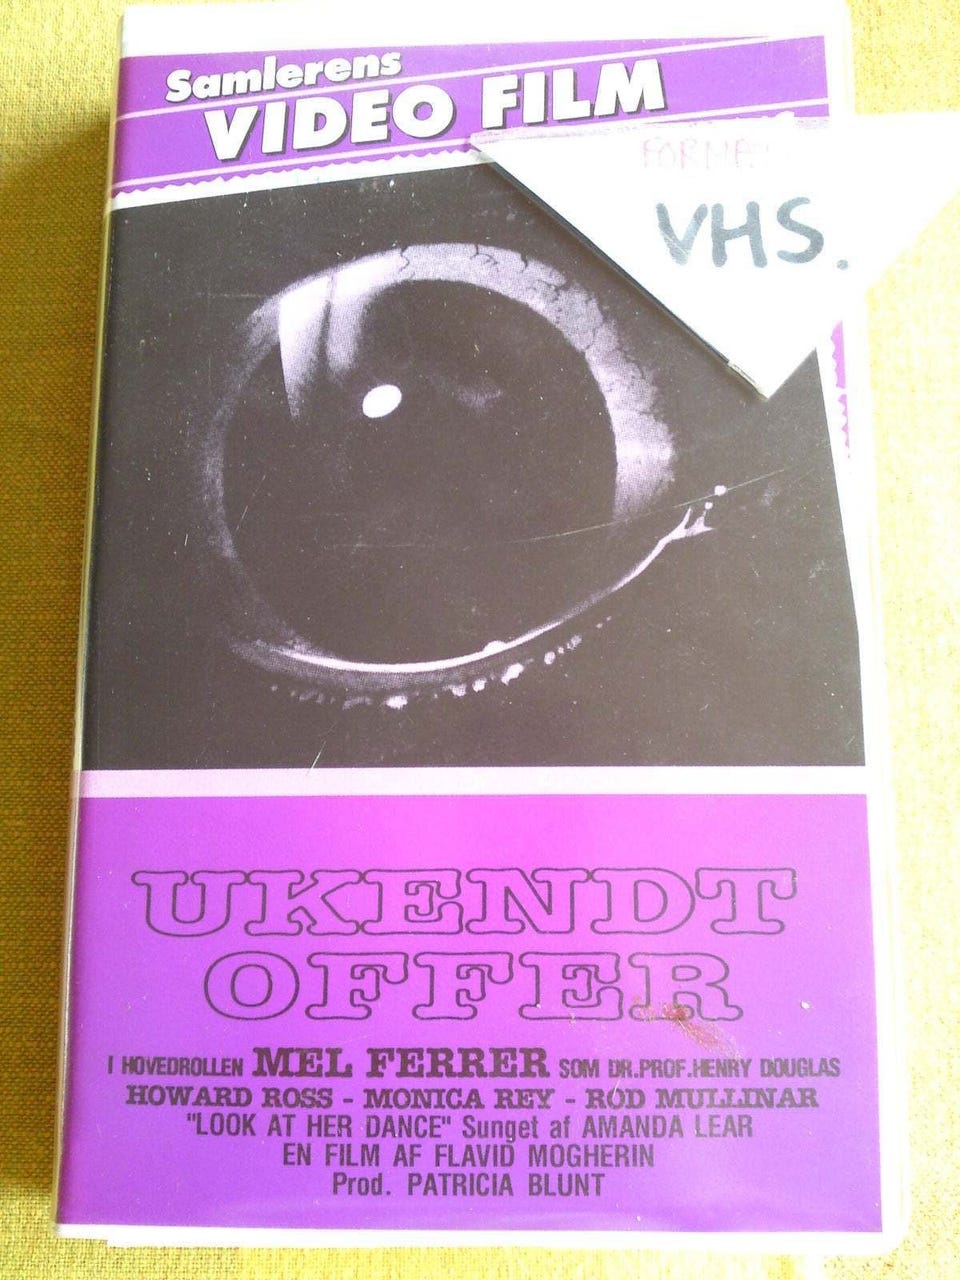 Samlerens
VIDEO FILM
FORMA
VHS.
UKENDT
OFFER
I HOVEDROLLEN MEL FERRER SOM DR.PROF.HENRY DOUGLAS
HOWARD ROSS - MONICA REY - ROD MULLINAR
"LOOK AT HER DANCE" Sunget af AMANDA LEAR
EN FILM AF FLAVID MOGHERIN
Prod. PATRICIA BLUNT